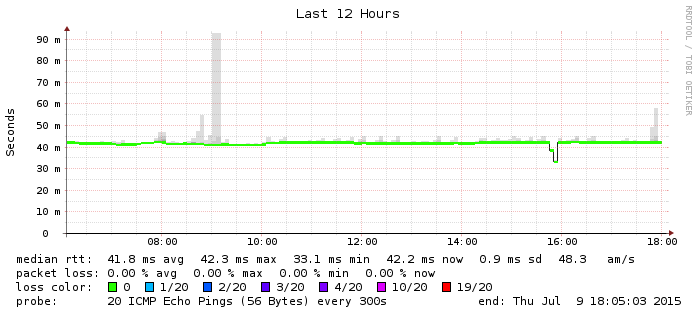 Last 12 Hours
RRDTOOL / TOBI OETIKER
Seconds
90 m
80 m
70 m
60 m
50 m
40 m
30 m
20 m
10 m
0
08:00 10:00 12:00 14:00 16:00 18:00
median rtt: 41.8 ms avg 42.3 ms max 33.1 ms min 42.2 ms now 0.9 ms sd 48.3 am/s
packet loss: 0.00 % avg 0.00 % max 0.00 % min 0.00 % now
loss color: 0 1/20 2/20 3/20 4/20 10/20 19/20
probe: 20 ICMP Echo Pings (56 Bytes) every 300s end: Thu Jul 9 18:05:03 2015